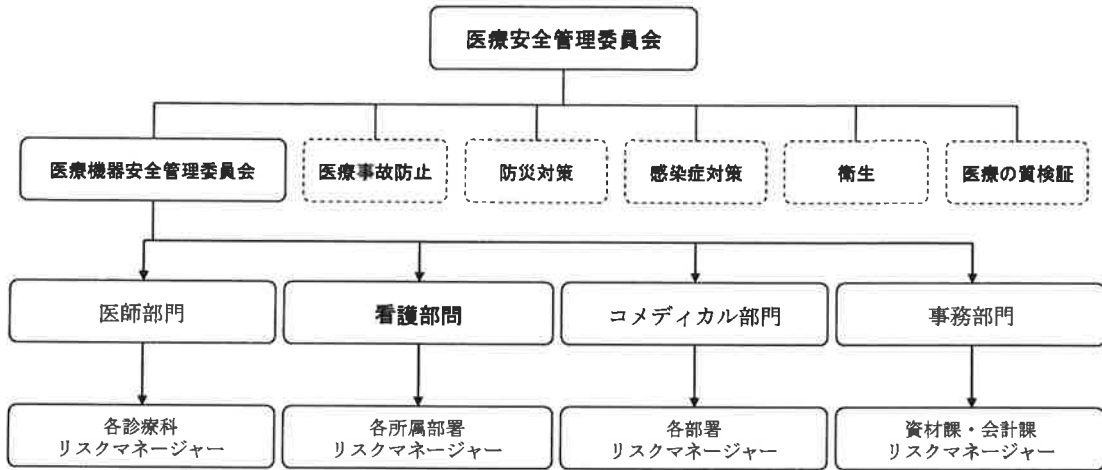 医療安全管理委員会
医療機器安全管理委員会
医療事故防止
防災対策
感染症対策
衛生
医療の質検証
医師部門
看護部問
コメディカル部門
事務部門
各診療科
リスクマネージャー
各所属部署
リスクマネージャー
各部署
リスクマネージャー
資材課・会計課
リスクマネージャー